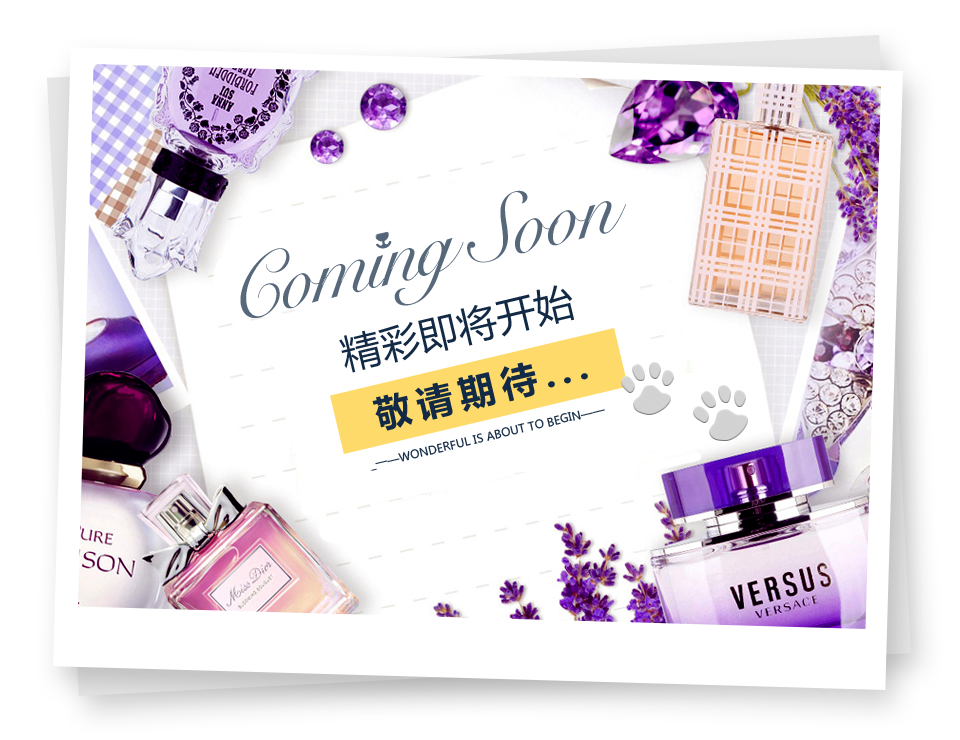 FORBIDDEN
ANNA
SUI
Coming Soon
精彩即将开始
敬请期待...
——WONDERFUL IS ABOUT TO BEGIN——
URE
SON
Miss Dior
VERSUS
VERSACE